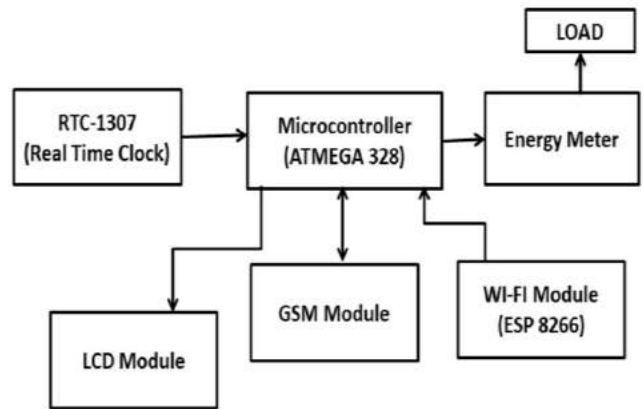 LOAD
RTC-1307
(Real Time Clock)
Microcontroller
(ATMEGA 328)
Energy Meter
LCD Module
GSM Module
WI-FI Module
(ESP 8266)